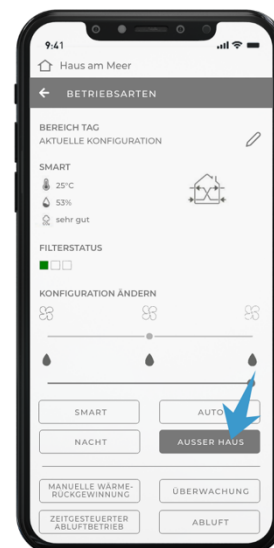 9:41
Haus am Meer
BETRIEBSARTEN
BEREICH TAG
AKTUELLE KONFIGURATION
SMART
25°C
53%
sehr gut
FILTERSTATUS
KONFIGURATION ÄNDERN
SMART
AUTO
NACHT
AUSSER HAUS
MANUELLE WÄRME-
RÜCKGEWINNUNG
ÜBERWACHUNG
ZEITGESTEUERTER
ABLUFTBETRIEB
ABLUFT